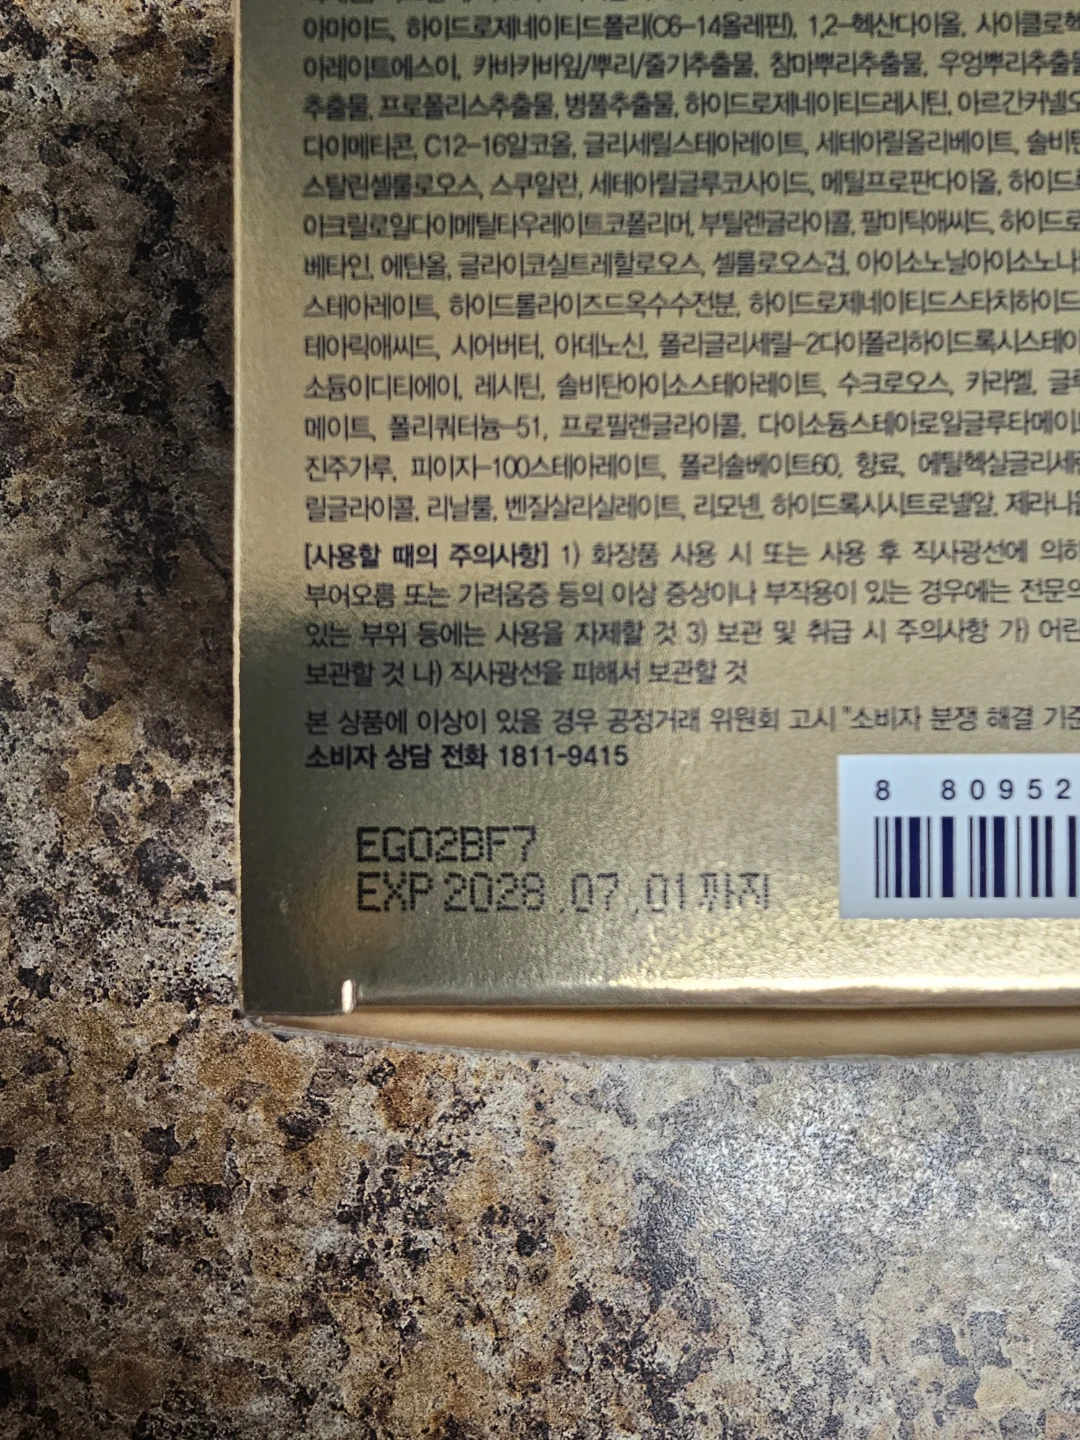 아마이드, 하이드로제네이티드폴리(C6-14올레핀), 1,2-헥산다이올, 사이클로헥
아레이트에스이, 카바카바잎/뿌리/줄기추출물, 참마뿌리추출물, 우엉뿌리추출물
추출물, 프로폴리스추출물, 병풀추출물, 하이드로제네이티드레시틴, 아르간커넬오
다이메티콘, C12-16알코올, 글리세릴스테아레이트, 세테아릴올리베이트, 솔비탄
스탈린셀룰로오스, 스쿠알란, 세테아릴글루코사이드, 메틸프로판다이올, 하이드로
아크릴로일다이메틸타우레이트코폴리머, 부틸렌글라이콜, 팔미틱애씨드, 하이드로
베타인, 에탄올, 글라이코실트레할로오스, 셀룰로오스검, 아이소노닐아이소노나
스테아레이트, 하이드롤라이즈드옥수수전분, 하이드로제네이티드스타치하이드
테아릭애씨드, 시어버터, 아데노신, 폴리글리세릴-2다이폴리하이드록시스테아
소듐이디티에이, 레시틴, 솔비탄아이소스테아레이트, 수크로오스, 카라멜, 글루
메이트, 폴리쿼터늄-51, 프로필렌글라이콜, 다이소듐스테아로일글루타메이트
진주가루, 피이지-100스테아레이트, 폴리솔베이트60, 향료, 에틸헥실글리세린
릴글라이콜, 리날룰, 벤질살리실레이트, 리모넨, 하이드록시시트로넬알, 제라니올
[사용할 때의 주의사항] 1) 화장품 사용 시 또는 사용 후 직사광선에 의하
부어오름 또는 가려움증 등의 이상 증상이나 부작용이 있는 경우에는 전문의
있는 부위 등에는 사용을 자제할 것 3) 보관 및 취급 시 주의사항 가) 어린
보관할 것 나) 직사광선을 피해서 보관할 것
본 상품에 이상이 있을 경우 공정거래 위원회 고시 "소비자 분쟁 해결 기준
소비자 상담 전화 1811-9415
8 80952
EGO2BF7
EXP 2028.07.01까지